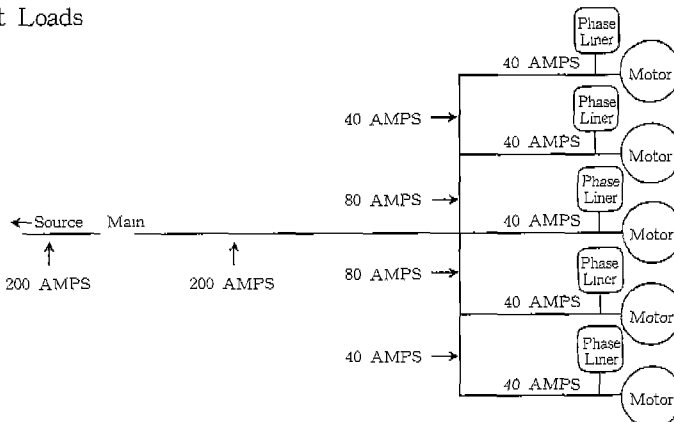 t Loads
Phase
Liner
40 AMPS
Motor
40 AMPS
Phase
Liner
40 AMPS
Motor
80 AMPS
Phase
Liner
Source Main
40 AMPS
Motor
200 AMPS
200 AMPS
80 AMPS
Phase
Liner
40 AMPS
Motor
40 AMPS
Phase
Liner
40 AMPS
Motor